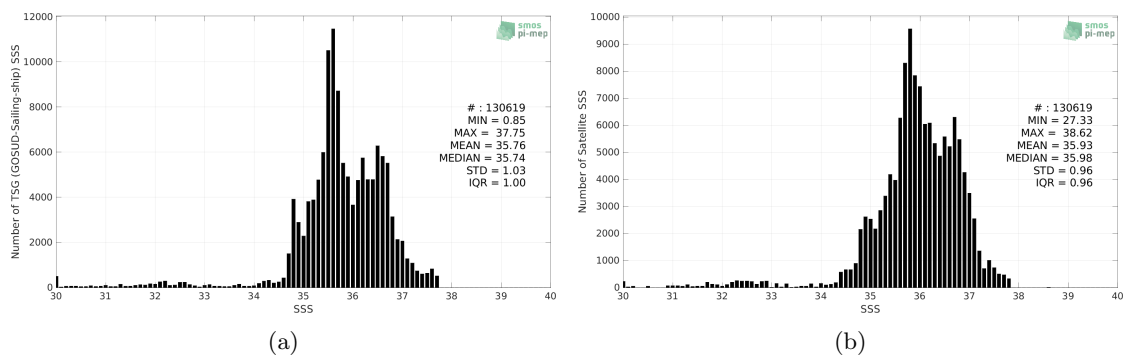 12000
10000
8000
6000
4000
2000
0
Number of TSG (GOSUD-Sailing-ship) SSS
smos
pi-mep
# : 130619
MIN = 0.85
MAX = 37.75
MEAN = 35.76
MEDIAN = 35.74
STD = 1.03
IQR = 1.00
30 31 32 33 34 35 36 37 38 39 40
SSS
(a)
10000
9000
8000
7000
6000
5000
4000
3000
2000
1000
0
Number of Satellite SSS
smos
pi-mep
# : 130619
MIN = 27.33
MAX = 38.62
MEAN = 35.93
MEDIAN = 35.98
STD = 0.96
IQR = 0.96
30 31 32 33 34 35 36 37 38 39 40
SSS
(b)